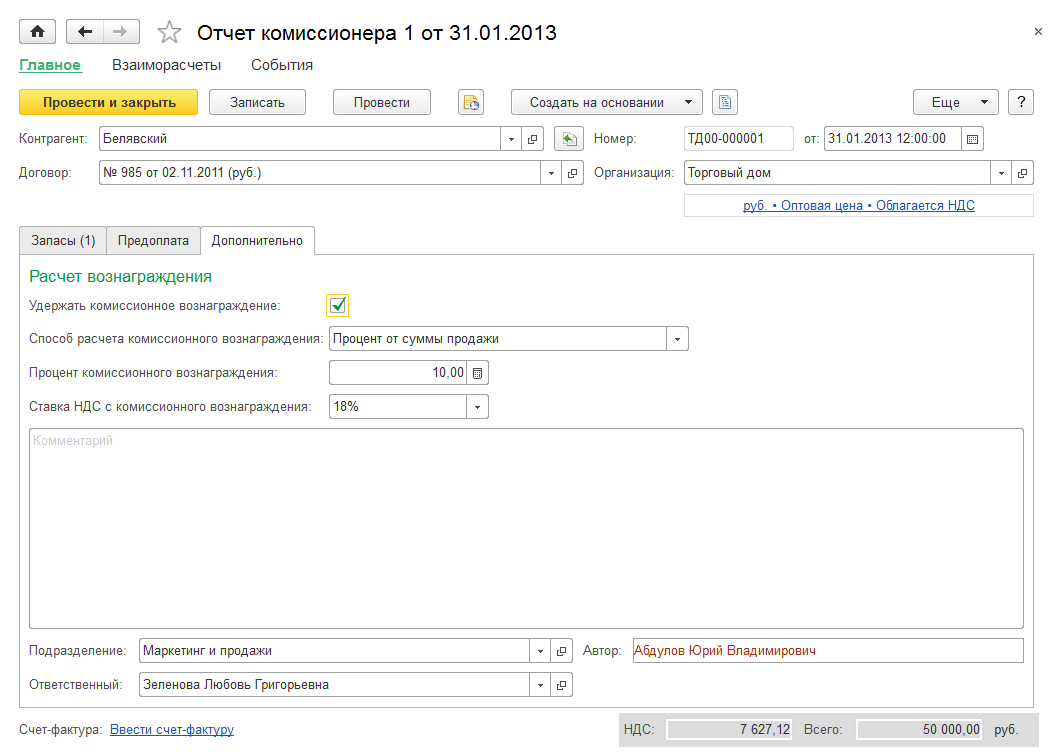 Отчет комиссионера 1 от 31.01.2013
Главное Взаиморасчеты События
Провести и закрыть Записать Провести Создать на основании Еще ?
Контрагент: Белявский Номер: ТД00-000001 от: 31.01.2013 12:00:00
Договор: № 985 от 02.11.2011 (руб.) Организация: Торговый дом
руб. • Оптовая цена • Облагается НДС
Запасы (1) Предоплата Дополнительно
Расчет вознаграждения
Удержать комиссионное вознаграждение:
Способ расчета комиссионного вознаграждения: Процент от суммы продажи
Процент комиссионного вознаграждения: 10,00
Ставка НДС с комиссионного вознаграждения: 18%
Комментарий
Подразделение: Маркетинг и продажи Автор: Абдулов Юрий Владимирович
Ответственный: Зеленова Любовь Григорьевна
Счет-фактура: Ввести счет-фактуру НДС: 7 627,12 Всего: 50 000,00 руб.